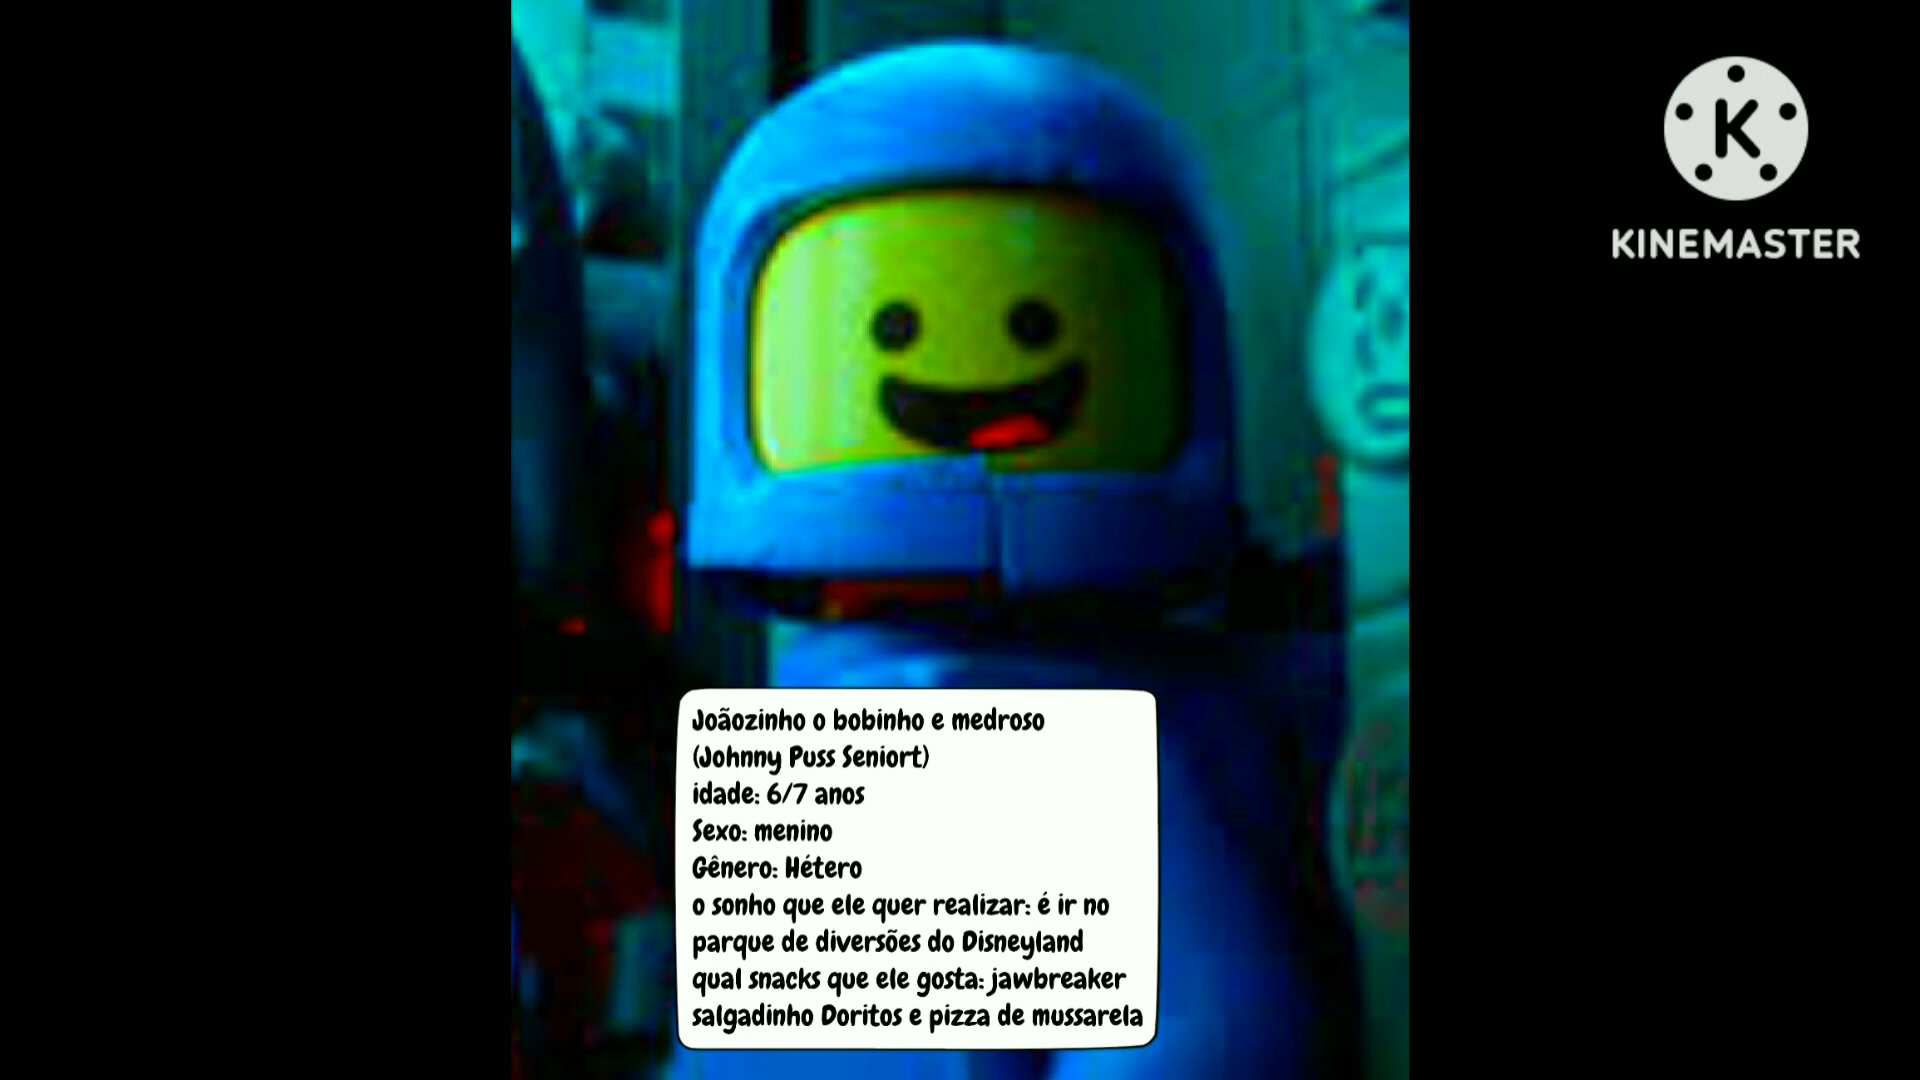 K
KINEMASTER
Joãozinho o bobinho e medroso
(Johnny Puss Seniort)
idade: 6/7 anos
Sexo: menino
Gênero: Hétero
o sonho que ele quer realizar: é ir no
parque de diversões do Disneyland
qual snacks que ele gosta: jawbreaker
salgadinho Doritos e pizza de mussarela